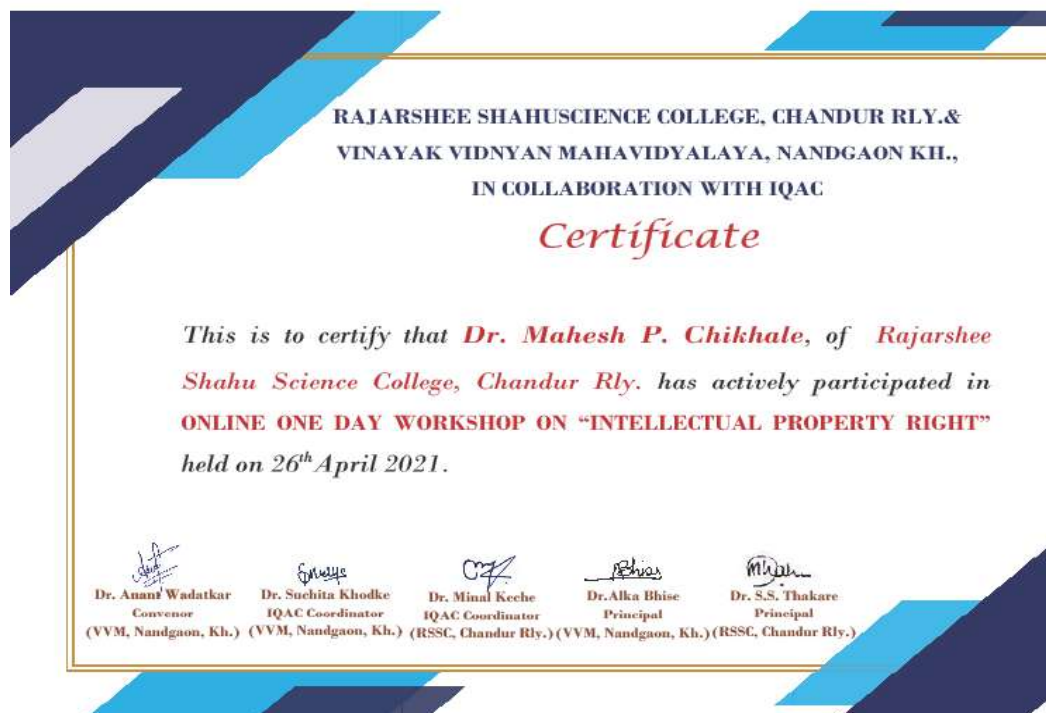 RAJARSHEE SHAHUSCIENCE COLLEGE, CHANDUR RLY.&
VINAYAK VIDNYAN MAHAVIDYALAYA, NANDGAON KH.,
IN COLLABORATION WITH IQAC
Certificate
This is to certify that Dr. Mahesh P. Chikhale, of Rajarshee
Shahu Science College, Chandur Rly. has actively participated in
ONLINE ONE DAY WORKSHOP ON “INTELLECTUAL PROPERTY RIGHT”
held on 26th April 2021.
Dr. Anant Wadatkar Dr. Suchita Khodke Dr. Minal Keche Dr.Alka Bhise Dr. S.S. Thakare
Convenor IQAC Coordinator IQAC Coordinator Principal Principal
(VVM, Nandgaon, Kh.) (VVM, Nandgaon, Kh.) (RSSC, Chandur Rly.) (VVM, Nandgaon, Kh.) (RSSC, Chandur Rly.)